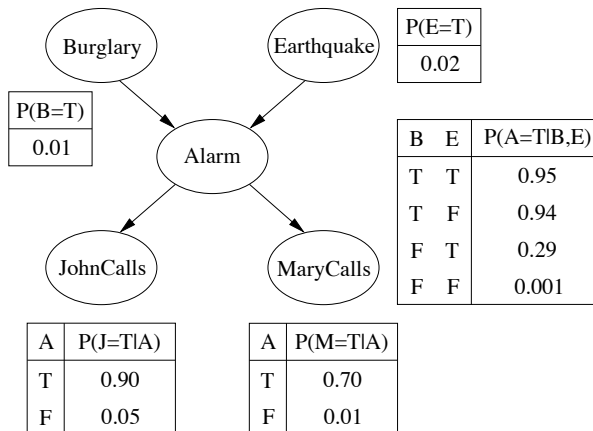 Burglary
Earthquake
P(E=T)
0.02
P(B=T)
0.01
Alarm
B E P(A=T|B,E)
T T 0.95
T F 0.94
F T 0.29
F F 0.001
JohnCalls
MaryCalls
A P(J=T|A)
T 0.90
F 0.05
A P(M=T|A)
T 0.70
F 0.01